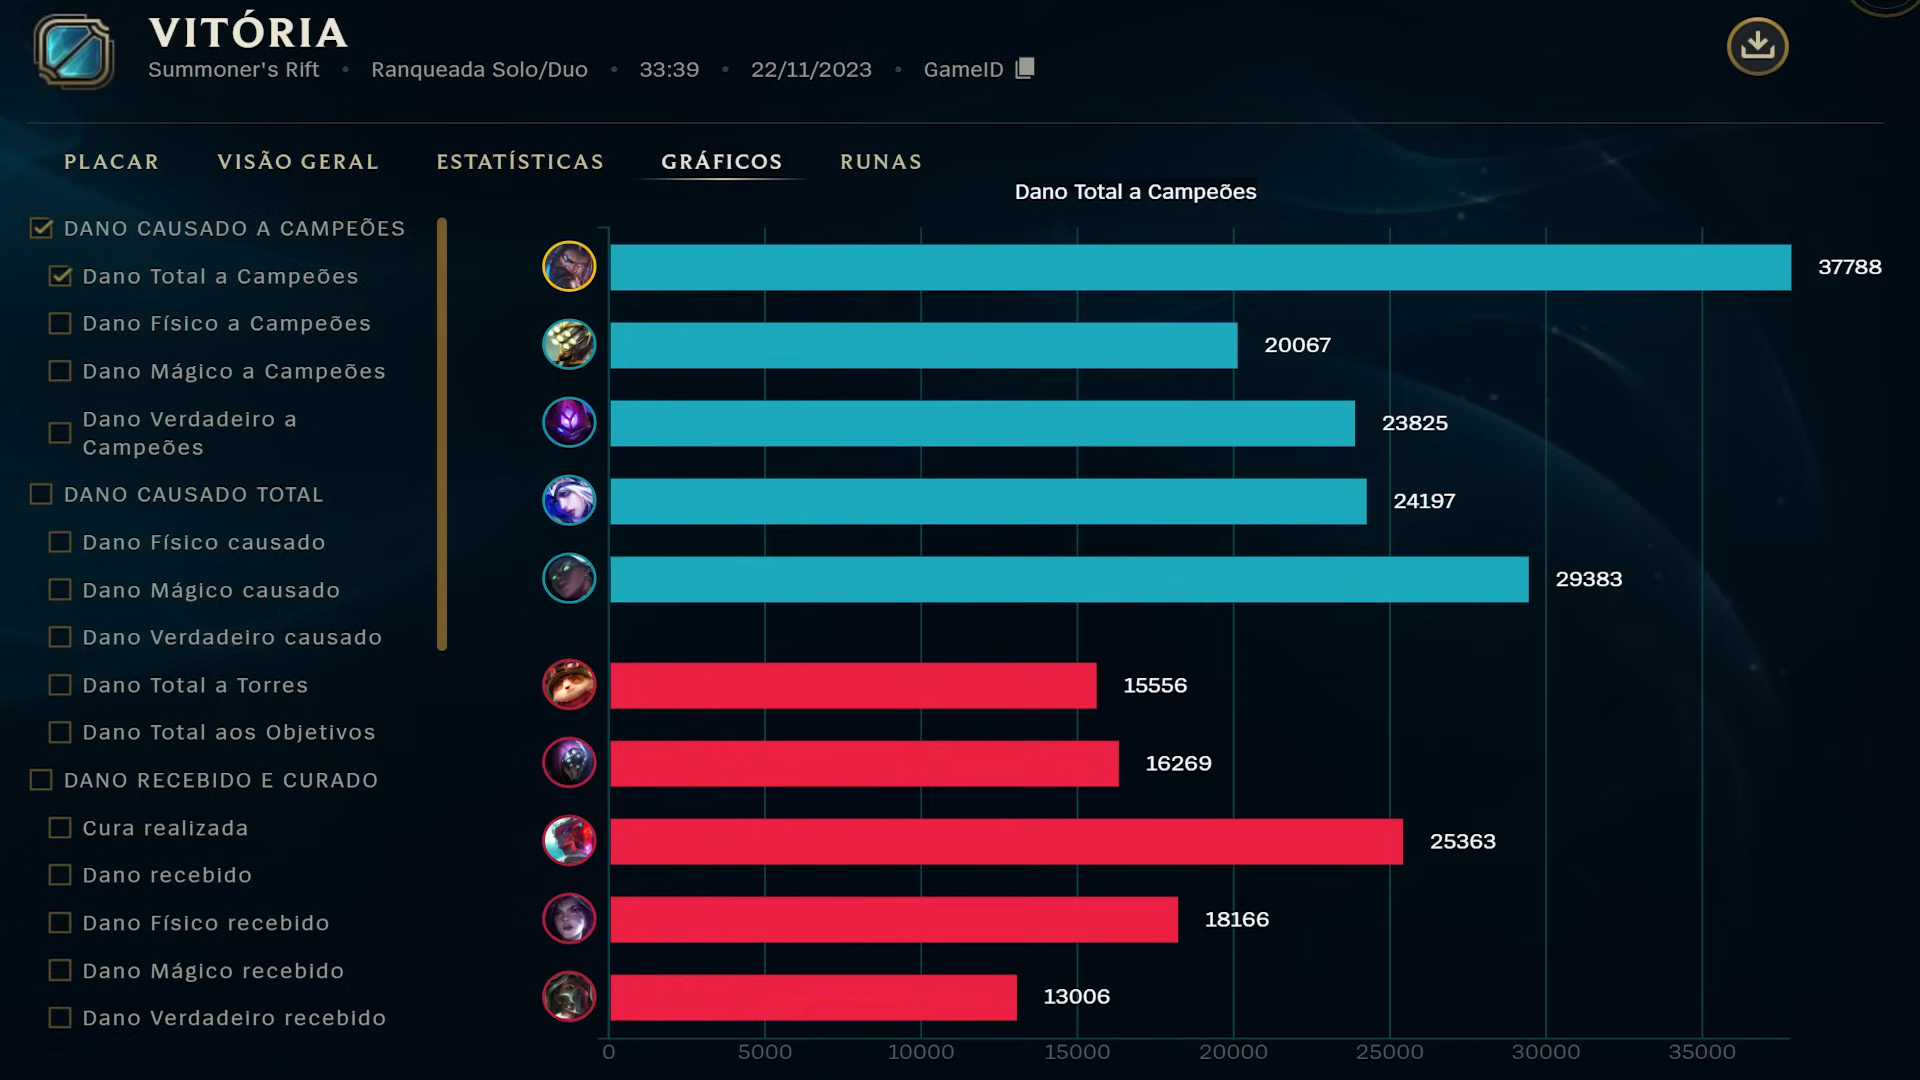 VITÓRIA
Summoner's Rift • Ranqueada Solo/Duo • 33:39 • 22/11/2023 • GameID
PLACAR VISÃO GERAL ESTATÍSTICAS GRÁFICOS RUNAS
DANO CAUSADO A CAMPEÕES
Dano Total a Campeões
Dano Físico a Campeões
Dano Mágico a Campeões
Dano Verdadeiro a
Campeões
DANO CAUSADO TOTAL
Dano Físico causado
Dano Mágico causado
Dano Verdadeiro causado
Dano Total a Torres
Dano Total aos Objetivos
DANO RECEBIDO E CURADO
Cura realizada
Dano recebido
Dano Físico recebido
Dano Mágico recebido
Dano Verdadeiro recebido
Dano Total a Campeões
37788
20067
23825
24197
29383
15556
16269
25363
18166
13006
0 5000 10000 15000 20000 25000 30000 35000